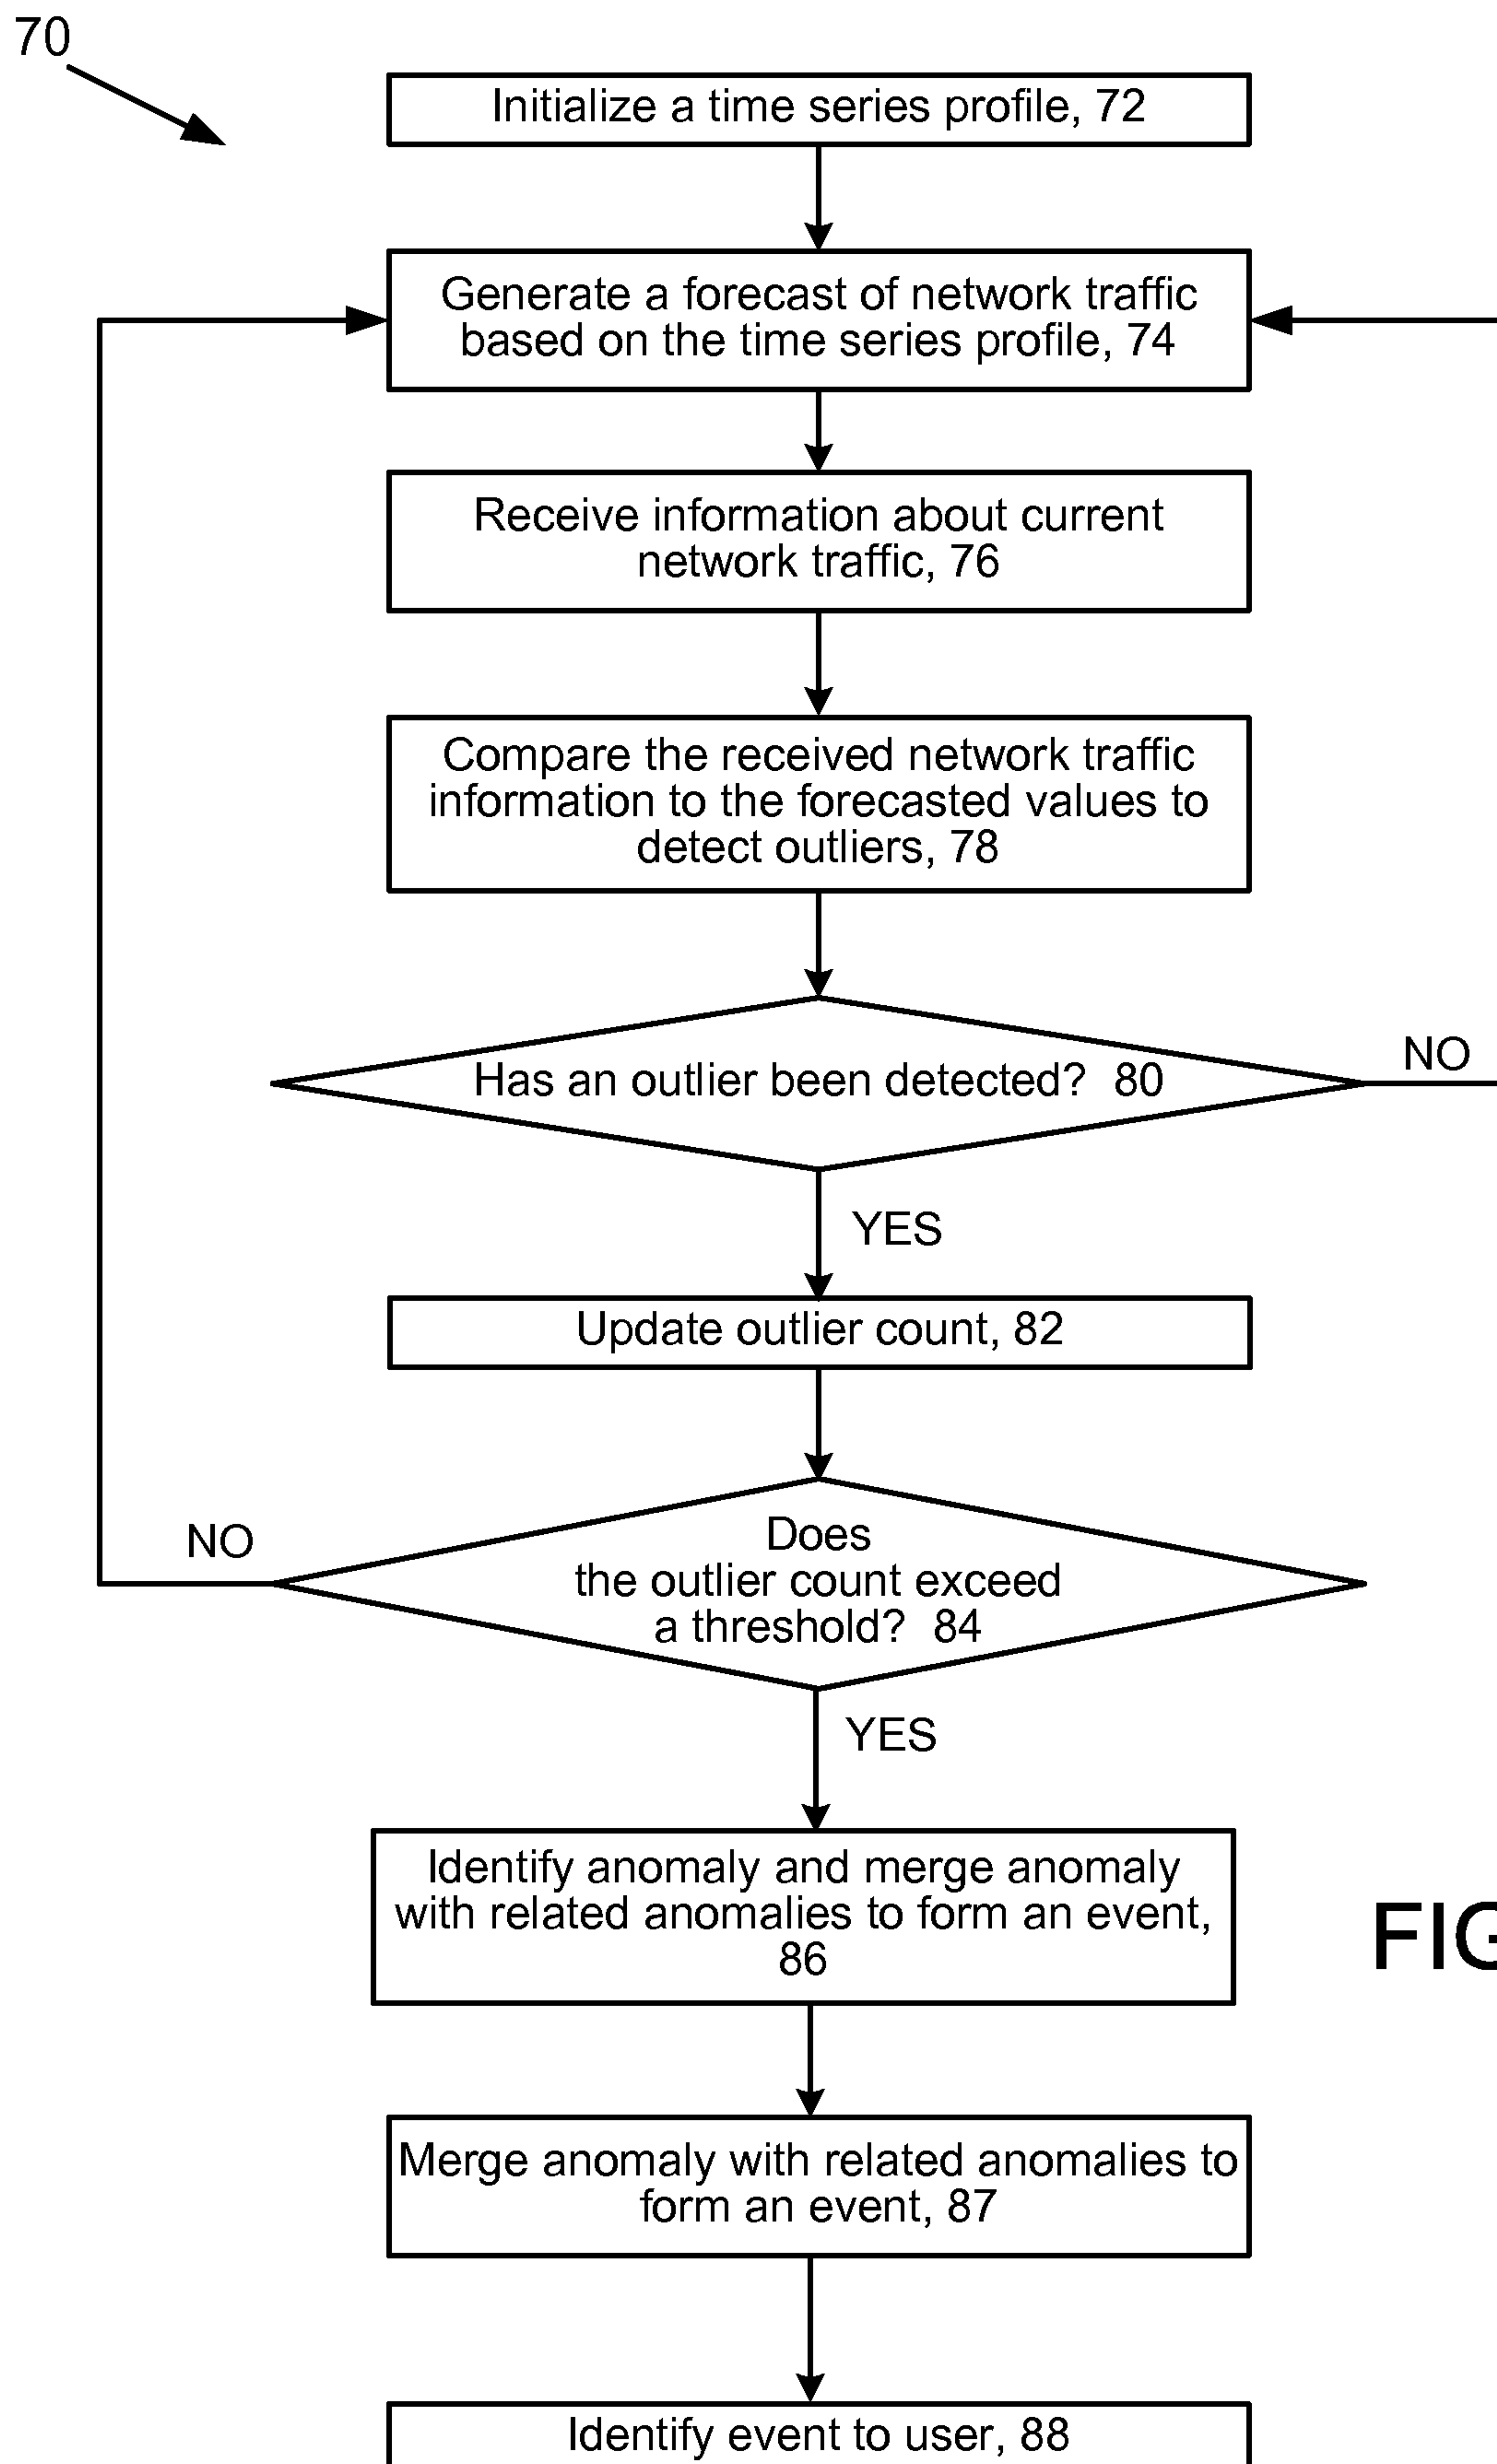 70
Initialize a time series profile, 72
Generate a forecast of network traffic
based on the time series profile, 74
Receive information about current
network traffic, 76
Compare the received network traffic
information to the forecasted values to
detect outliers, 78
Has an outlier been detected? 80
NO
YES
Update outlier count, 82
Does
the outlier count exceed
a threshold? 84
NO
YES
Identify anomaly and merge anomaly
with related anomalies to form an event,
86
FIG
Merge anomaly with related anomalies to
form an event, 87
Identify event to user, 88